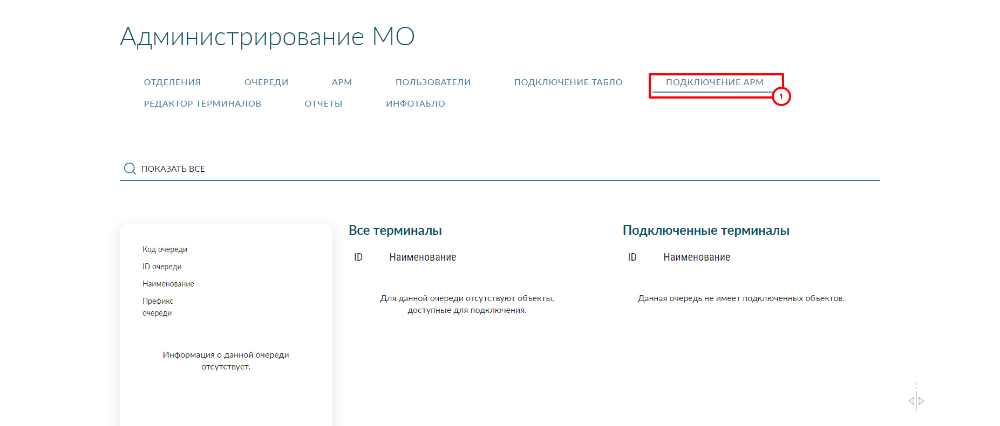 Администрирование МО
ОТДЕЛЕНИЯ ОЧЕРЕДИ АРМ ПОЛЬЗОВАТЕЛИ ПОДКЛЮЧЕНИЕ ТАБЛО ПОДКЛЮЧЕНИЕ АРМ
1
РЕДАКТОР ТЕРМИНАЛОВ ОТЧЕТЫ ИНФОТАБЛО
ПОКАЗАТЬ ВСЕ
Код очереди
ID очереди
Наименование
Префикс
очереди
Информация о данной очереди
отсутствует.
Все терминалы
ID Наименование
Для данной очереди отсутствуют объекты,
доступные для подключения.
Подключенные терминалы
ID Наименование
Данная очередь не имеет подключенных объектов.